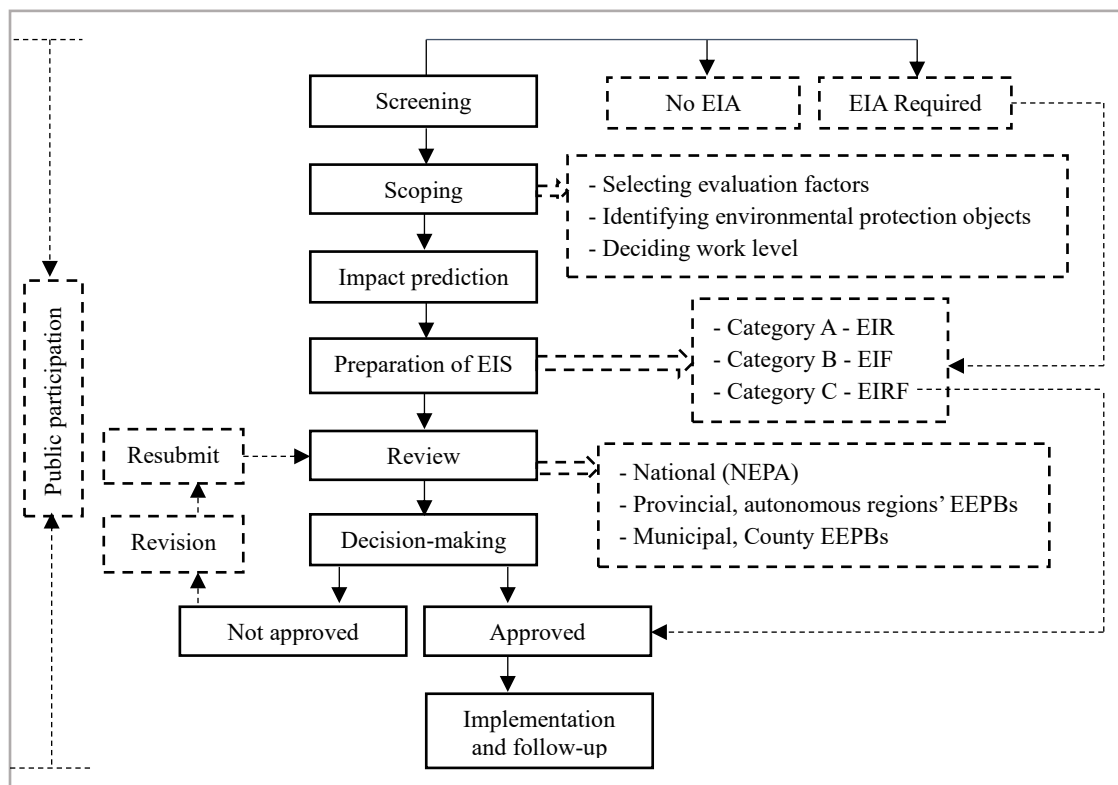 Screening
No EIA
EIA Required
Scoping
- Selecting evaluation factors
- Identifying environmental protection objects
- Deciding work level
Impact prediction
Public participation
Preparation of EIS
- Category A - EIR
- Category B - EIF
- Category C - EIRF
Resubmit
Review
- National (NEPA)
- Provincial, autonomous regions’ EEPBs
- Municipal, County EEPBs
Revision
Decision-making
Not approved
Approved
Implementation
and follow-up